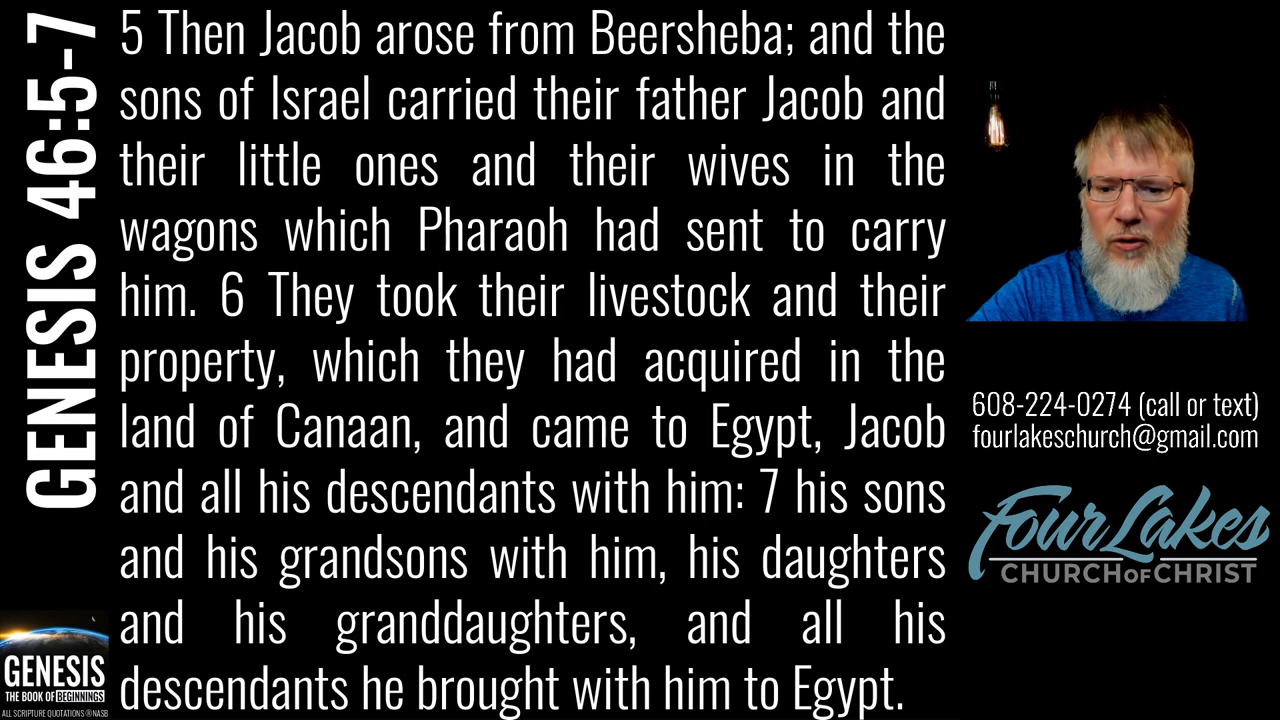 GENESIS 46:5-7
5 Then Jacob arose from Beersheba; and the
sons of Israel carried their father Jacob and
their little ones and their wives in the
wagons which Pharaoh had sent to carry
him. 6 They took their livestock and their
property, which they had acquired in the
land of Canaan, and came to Egypt, Jacob
and all his descendants with him: 7 his sons
and his grandsons with him, his daughters
and his granddaughters, and all his
descendants he brought with him to Egypt.
608-224-0274 (call or text)
fourlakeschurch@gmail.com
Four Lakes
CHURCH OF CHRIST
GENESIS
THE BOOK OF BEGINNINGS
ALL SCRIPTURE QUOTATIONS ® NASB